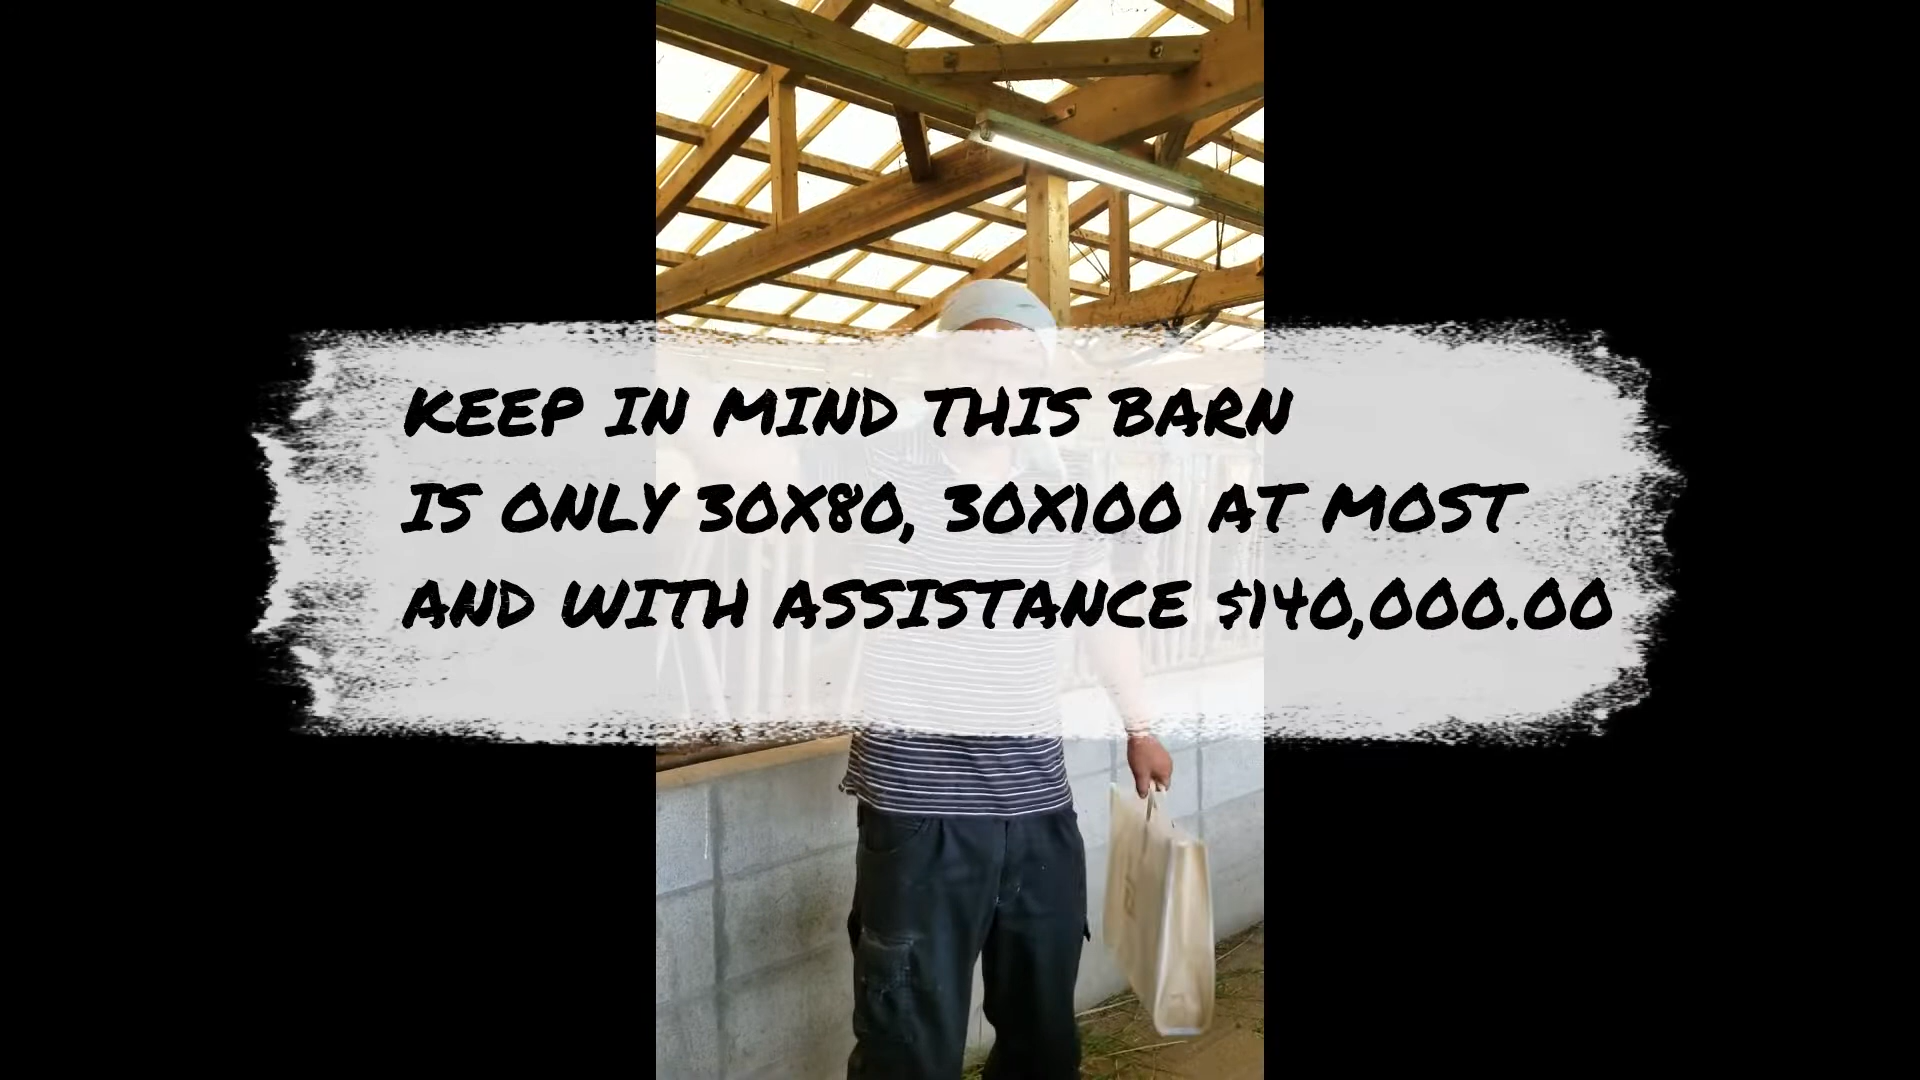 KEEP IN MIND THIS BARN
IS ONLY 30X80, 30X100 AT MOST
AND WITH ASSISTANCE $140,000.00